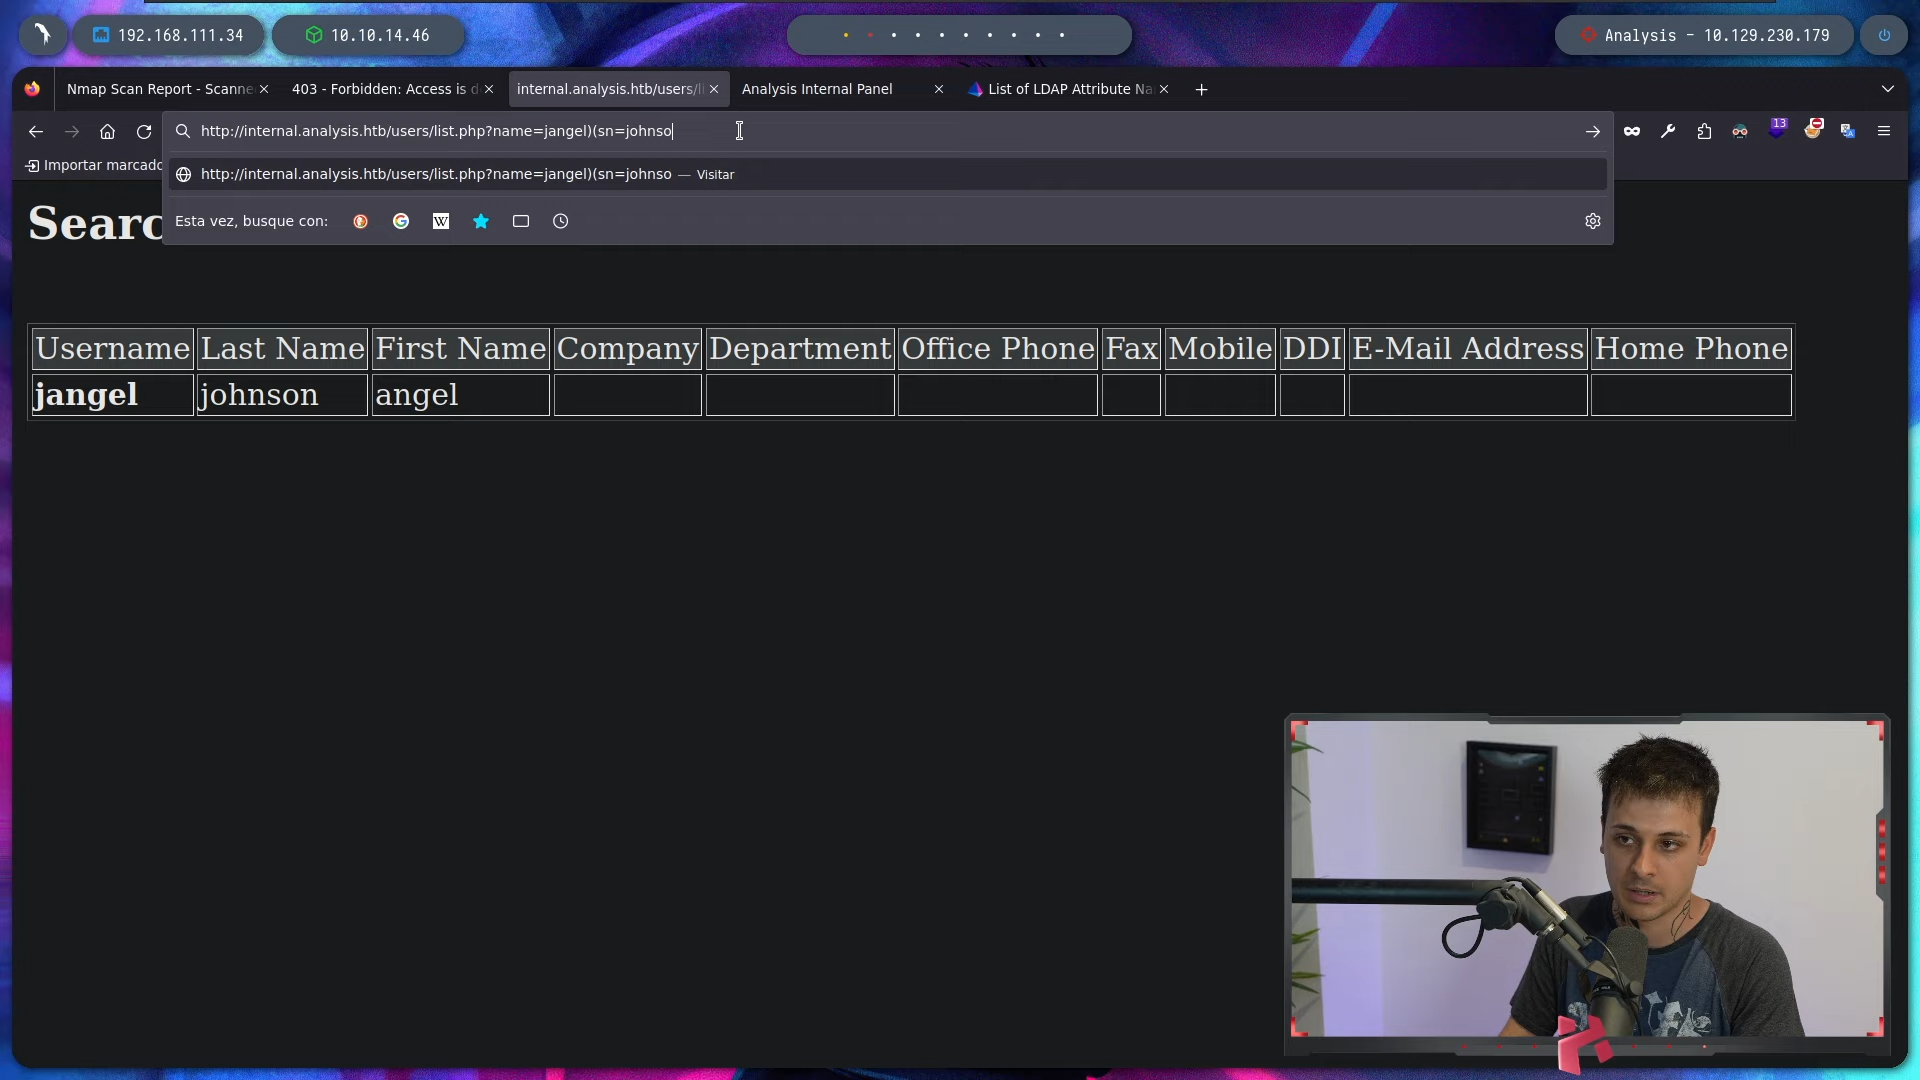 192.168.111.34
10.10.14.46
Analysis - 10.129.230.179
Nmap Scan Report - Scanne
403 - Forbidden: Access is d
internal.analysis.htb/users/li
Analysis Internal Panel
List of LDAP Attribute Na
http://internal.analysis.htb/users/list.php?name=jangel)(sn=johnso
13
Importar marcado
http://internal.analysis.htb/users/list.php?name=jangel)(sn=johnso — Visitar
Esta vez, busque con:
W
Searc
Username Last Name First Name Company Department Office Phone Fax Mobile DDI E-Mail Address Home Phone
jangel johnson angel